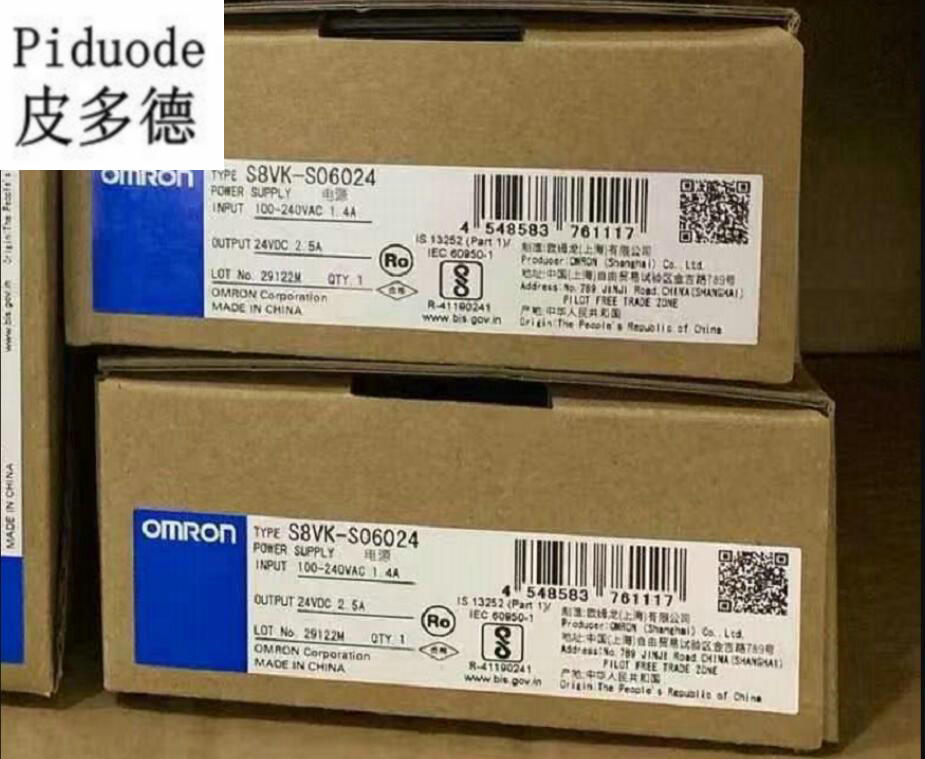 Piduode
皮多德
OMRON
TYPE S8VK-S06024
POWER SUPPLY 电源
INPUT 100-240VAC 1.4A
OUTPUT 24VDC 2.5A
LOT No. 29122M QTY. 1
OMRON Corporation
MADE IN CHINA
Ro
合格
4 548583 761117
IS 13252 (Part 1)/
IEC 60950-1
R-41190241
www.bis.gov.in
制造:欧姆龙(上海)有限公司
Producer:OMRON (Shanghai) Co., Ltd.
地址:中国(上海)自由贸易试验区金吉路789号
Address:No.789 JINJI Road.CHINA(SHANGHAI)
PILOT FREE TRADE ZONE
产地:中华人民共和国
Origin:The People's Republic of China
OMRON
TYPE S8VK-S06024
POWER SUPPLY 电源
INPUT 100-240VAC 1.4A
OUTPUT 24VDC 2.5A
LOT No. 29122M QTY. 1
OMRON Corporation
MADE IN CHINA
Ro
合格
4 548583 761117
IS 13252 (Part 1)/
IEC 60950-1
R-41190241
www.bis.gov.in
制造:欧姆龙(上海)有限公司
Producer:OMRON (Shanghai) Co., Ltd.
地址:中国(上海)自由贸易试验区金吉路789号
Address:No.789 JINJI Road.CHINA(SHANGHAI)
PILOT FREE TRADE ZONE
产地:中华人民共和国
Origin:The People's Republic of China
www.bis.gov.in
Origin:The People's
MADE IN CHINA